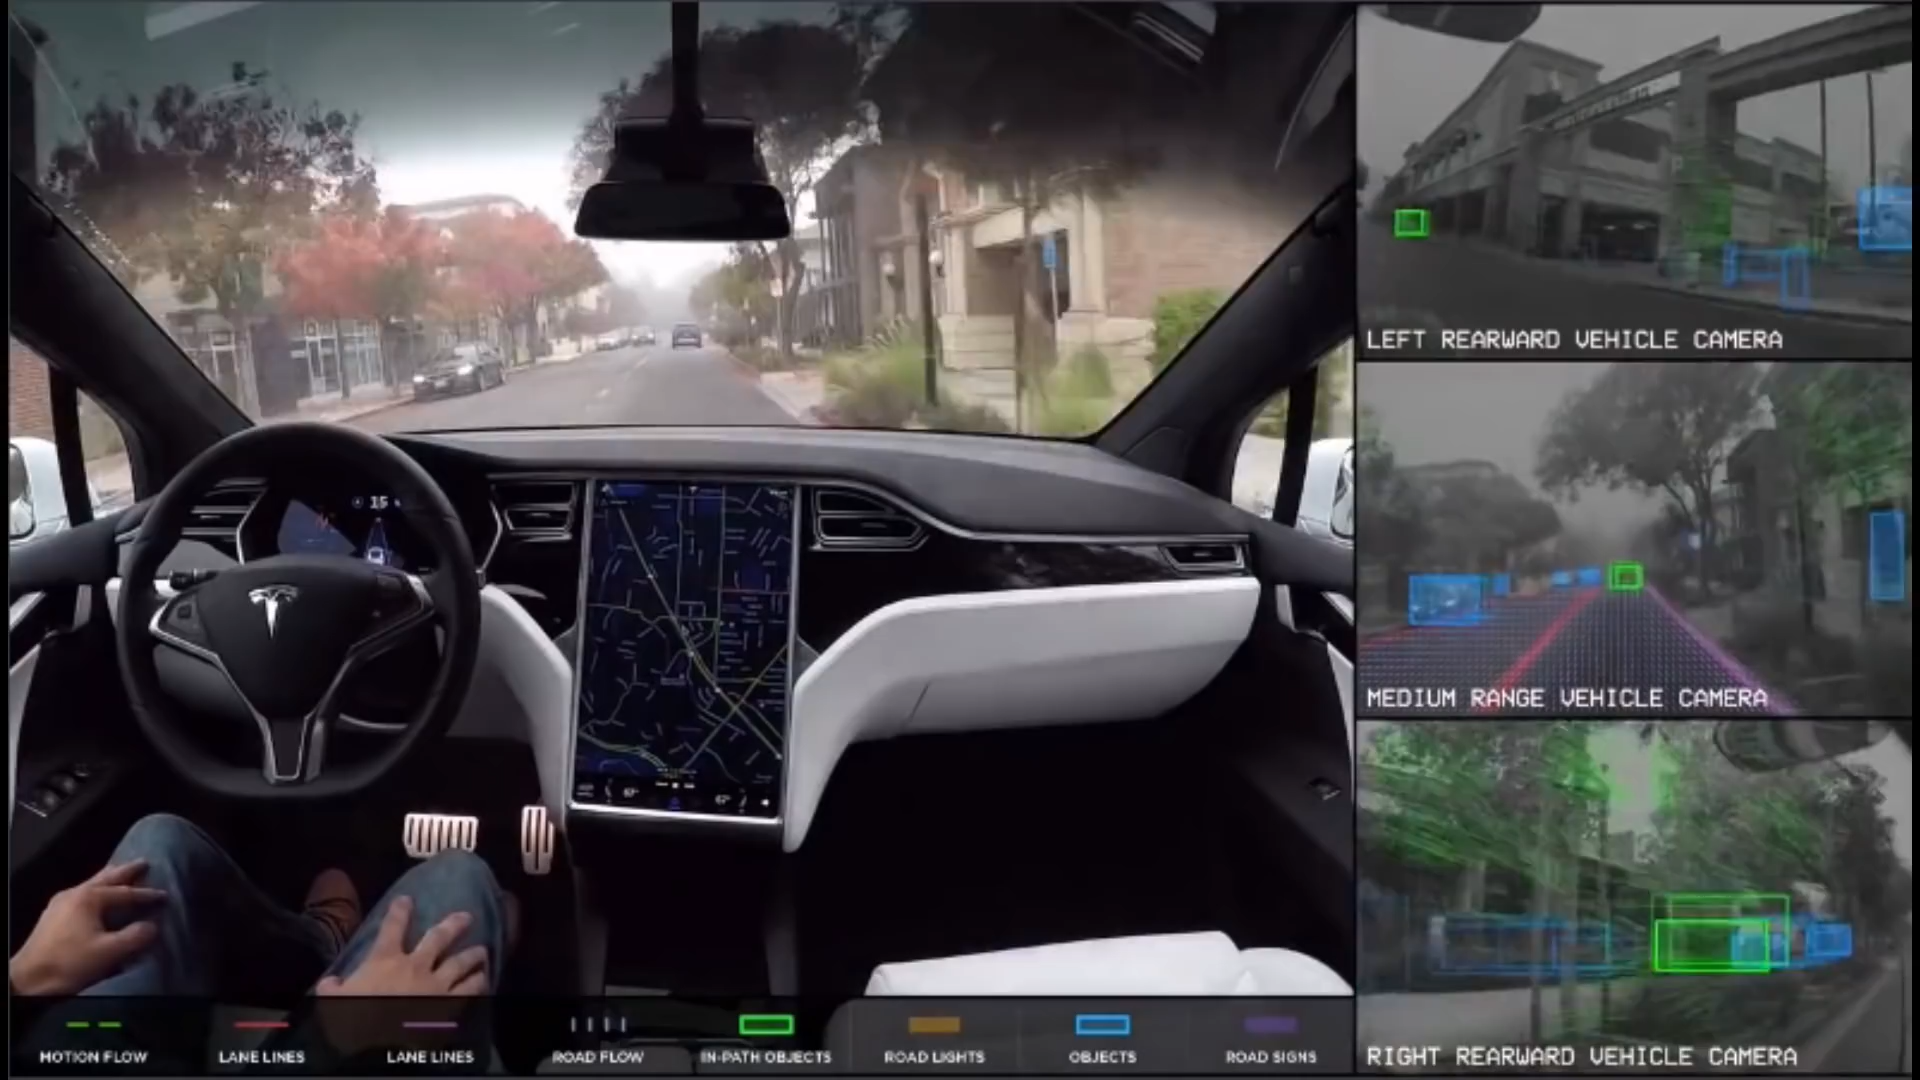 15
LEFT REARWARD VEHICLE CAMERA
MEDIUM RANGE VEHICLE CAMERA
RIGHT REARWARD VEHICLE CAMERA
MOTION FLOW
LANE LINES
LANE LINES
ROAD FLOW
IN-PATH OBJECTS
ROAD LIGHTS
OBJECTS
ROAD SIGNS